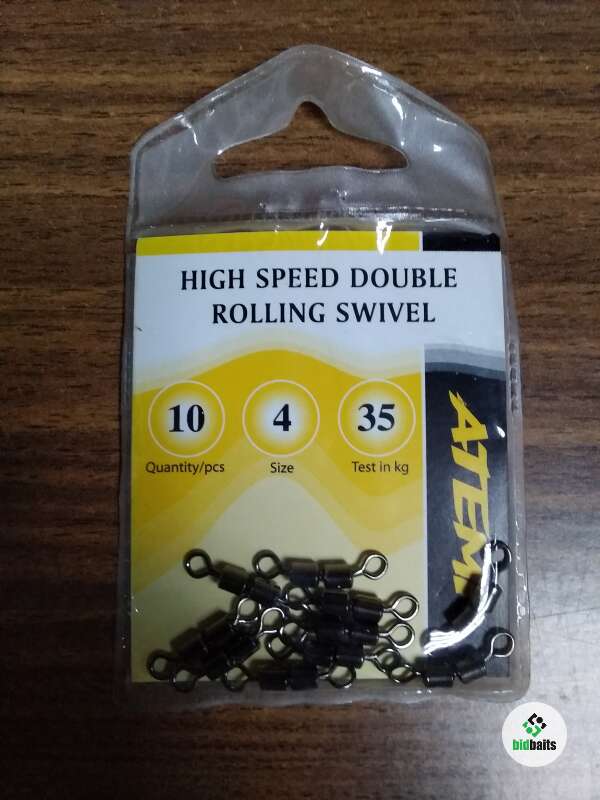 HIGH SPEED DOUBLE
ROLLING SWIVEL
10
Quantity/pcs
4
Size
35
Test in kg
bidbaits